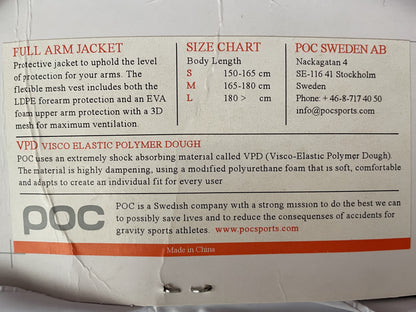 FULL ARM JACKET
Protective jacket to uphold the level
of protection for your arms. The
flexible mesh vest includes both the
LDPE forearm protection and an EVA
foam upper arm protection with a 3D
mesh for maximum ventilation.
SIZE CHART
Body Length
S 150-165 cm
M 165-180 cm
L 180 > cm
POC SWEDEN AB
Nackagatan 4
SE-116 41 Stockholm
Sweden
Phone: + 46-8-717 40 50
info@pocsports.com
VPD VISCO ELASTIC POLYMER DOUGH
POC uses an extremely shock absorbing material called VPD (Visco-Elastic Polymer Dough).
The material is highly dampening, using a modified polyurethane foam that is soft, comfortable
and adapts to create an individual fit for every user
POC
POC is a Swedish company with a strong mission to do the best we can
to possibly save lives and to reduce the consequenses of accidents for
gravity sports athletes. www.pocsports.com
Made in China